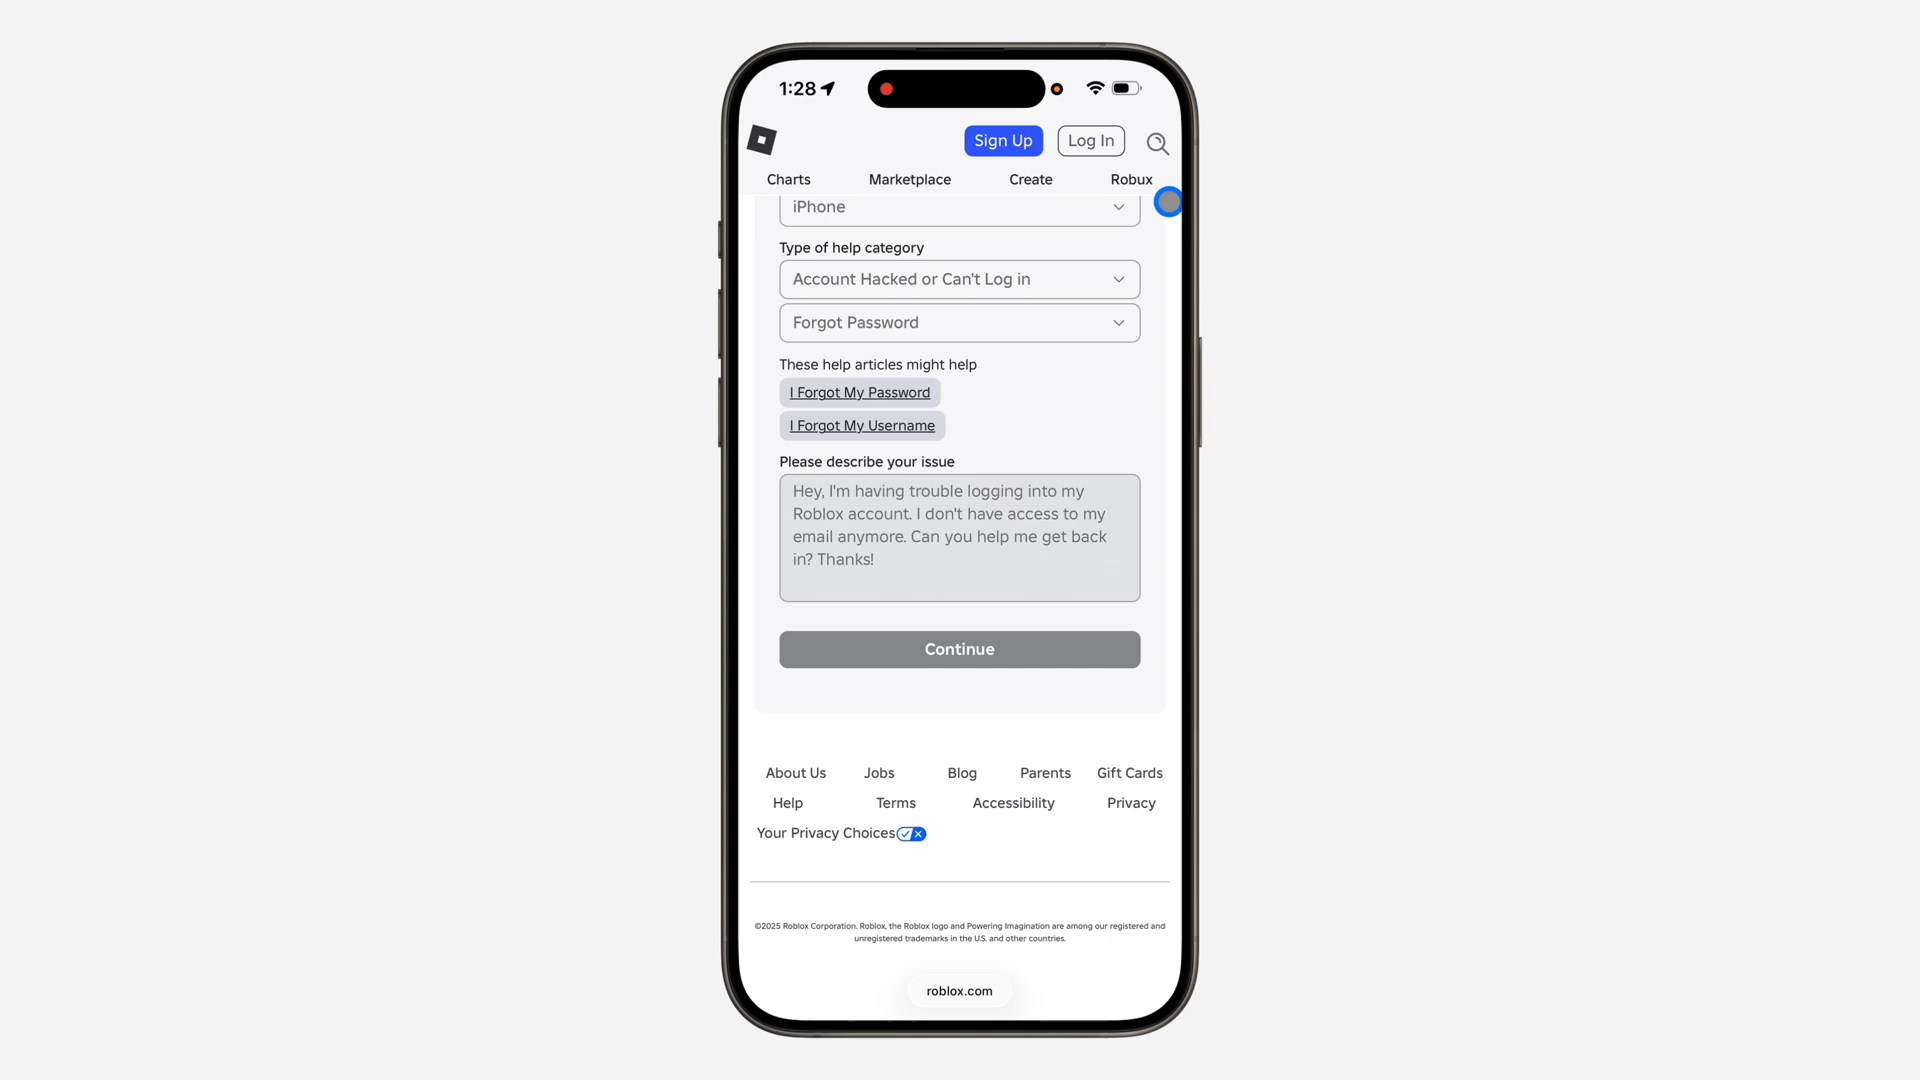 1:28
Sign Up
Log In
Charts
Marketplace
Create
Robux
iPhone
Type of help category
Account Hacked or Can't Log in
Forgot Password
These help articles might help
I Forgot My Password
I Forgot My Username
Please describe your issue
Hey, I'm having trouble logging into my
Roblox account. I don't have access to my
email anymore. Can you help me get back
in? Thanks!
Continue
About Us
Jobs
Blog
Parents
Gift Cards
Help
Terms
Accessibility
Privacy
Your Privacy Choices
©2025 Roblox Corporation. Roblox, the Roblox logo and Powering Imagination are among our registered and
unregistered trademarks in the U.S. and other countries.
roblox.com